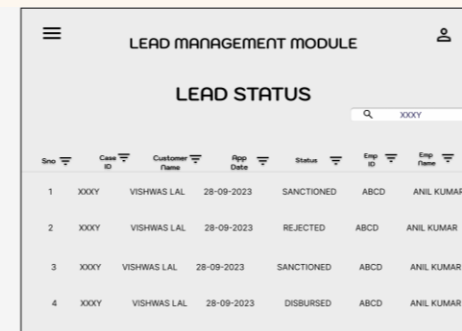 LEAD MANAGEMENT MODULE
LEAD STATUS
XXXY
Sno Case ID Customer Name App Date Status Emp ID Emp Name
1 XXXY VISHWAS LAL 28-09-2023 SANCTIONED ABCD ANIL KUMAR
2 XXXY VISHWAS LAL 28-09-2023 REJECTED ABCD ANIL KUMAR
3 XXXY VISHWAS LAL 28-09-2023 SANCTIONED ABCD ANIL KUMAR
4 XXXY VISHWAS LAL 28-09-2023 DISBURSED ABCD ANIL KUMAR